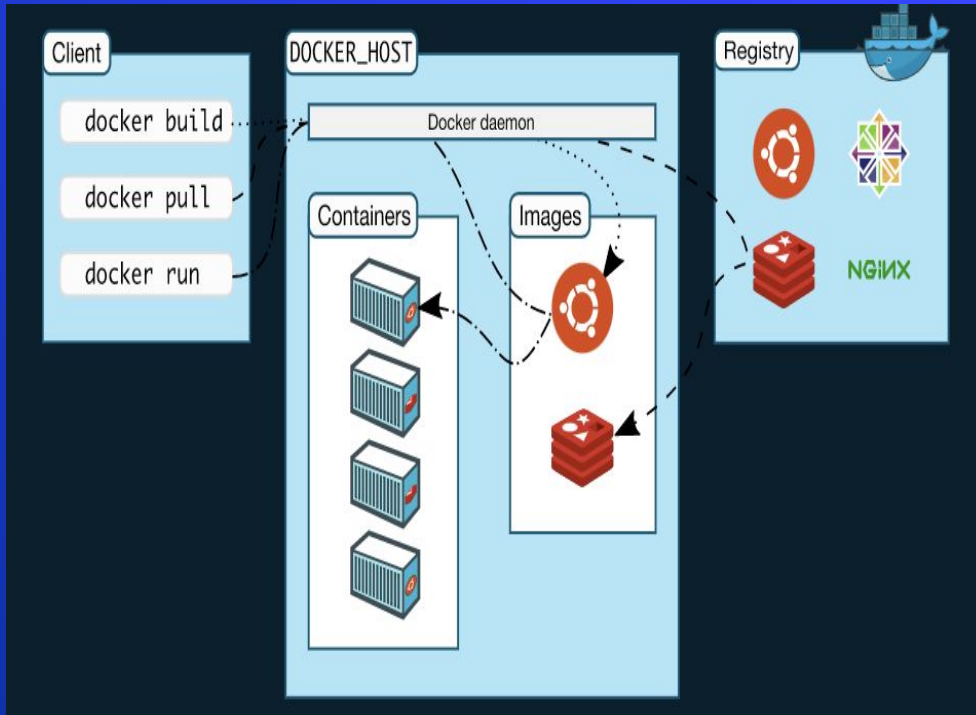 Client
docker build
docker pull
docker run
DOCKER_HOST
Docker daemon
Containers
Images
Registry
NGiNX